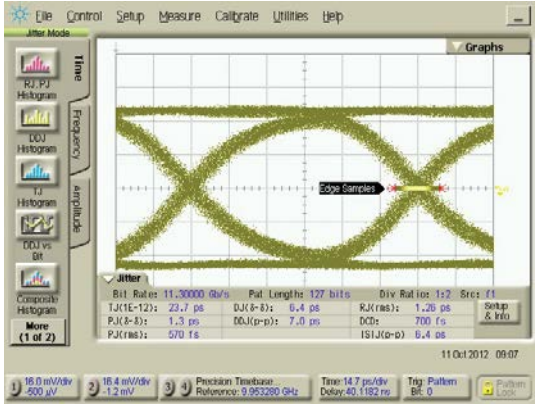 File Control Setup Measure Calibrate Utilities Help
Jitter Mode
Graphs
RJ, PJ
Histogram
DDJ
Histogram
TJ
Histogram
DDJ vs
Bit
Composite
Histogram
More
(1 of 2)
Time
Frequency
Amplitude
Edge Samples
Jitter
Bit Rate: 11.30000 Gb/s Pat Length: 127 bits Div Ratio: 1:2 Src: f1
TJ(1E-12): 23.7 ps DJ(δ-δ): 6.4 ps RJ(rms): 1.26 ps
PJ(δ-δ): 1.3 ps DDJ(p-p): 7.0 ps DCD: 700 fs
PJ(rms): 570 fs ISIJ(p-p) 6.4 ps
Setup
& Info
11 Oct 2012 09:07
1 16.0 mV/div
-500 µV
2 16.4 mV/div
-1.2 mV
3 4 Precision Timebase...
Reference: 9.953280 GHz
Time:14.7 ps/div
Delay:40.1182 ns
Trig: Pattern
Bit: 0
Pattern
Lock